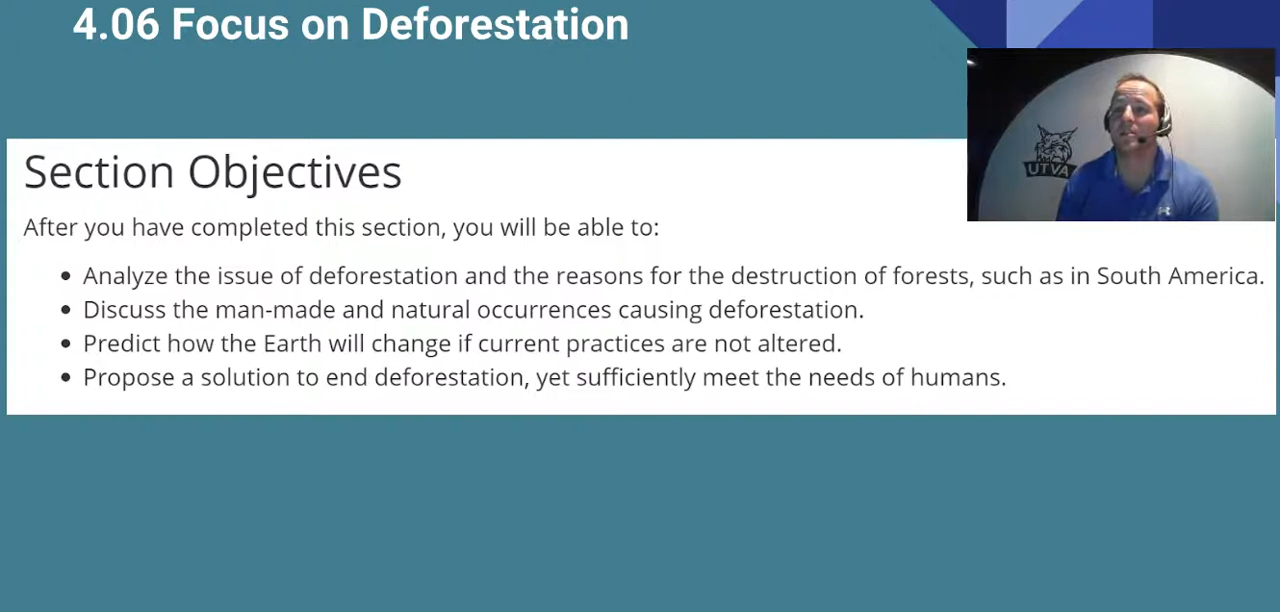 4.06 Focus on Deforestation
UTVA
Section Objectives
After you have completed this section, you will be able to:
• Analyze the issue of deforestation and the reasons for the destruction of forests, such as in South America.
• Discuss the man-made and natural occurrences causing deforestation.
• Predict how the Earth will change if current practices are not altered.
• Propose a solution to end deforestation, yet sufficiently meet the needs of humans.